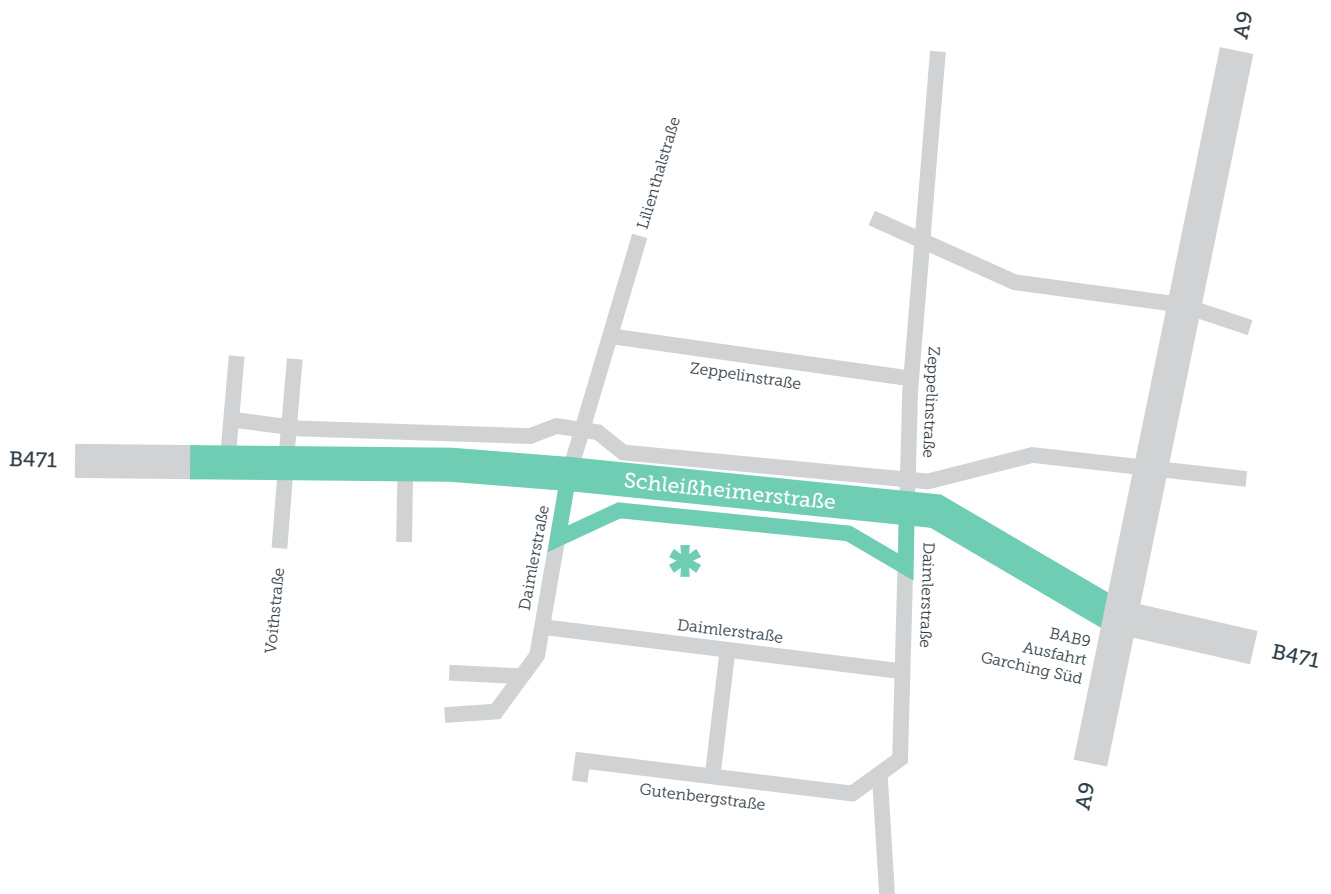 A9
Lilienthalstraße
Zeppelinstraße
Zeppelinstraße
B471
Schleißheimerstraße
Daimlerstraße
Voithstraße
Daimlerstraße
Daimlerstraße
BAB9
Ausfahrt
Garching Süd
B471
Gutenbergstraße
A9